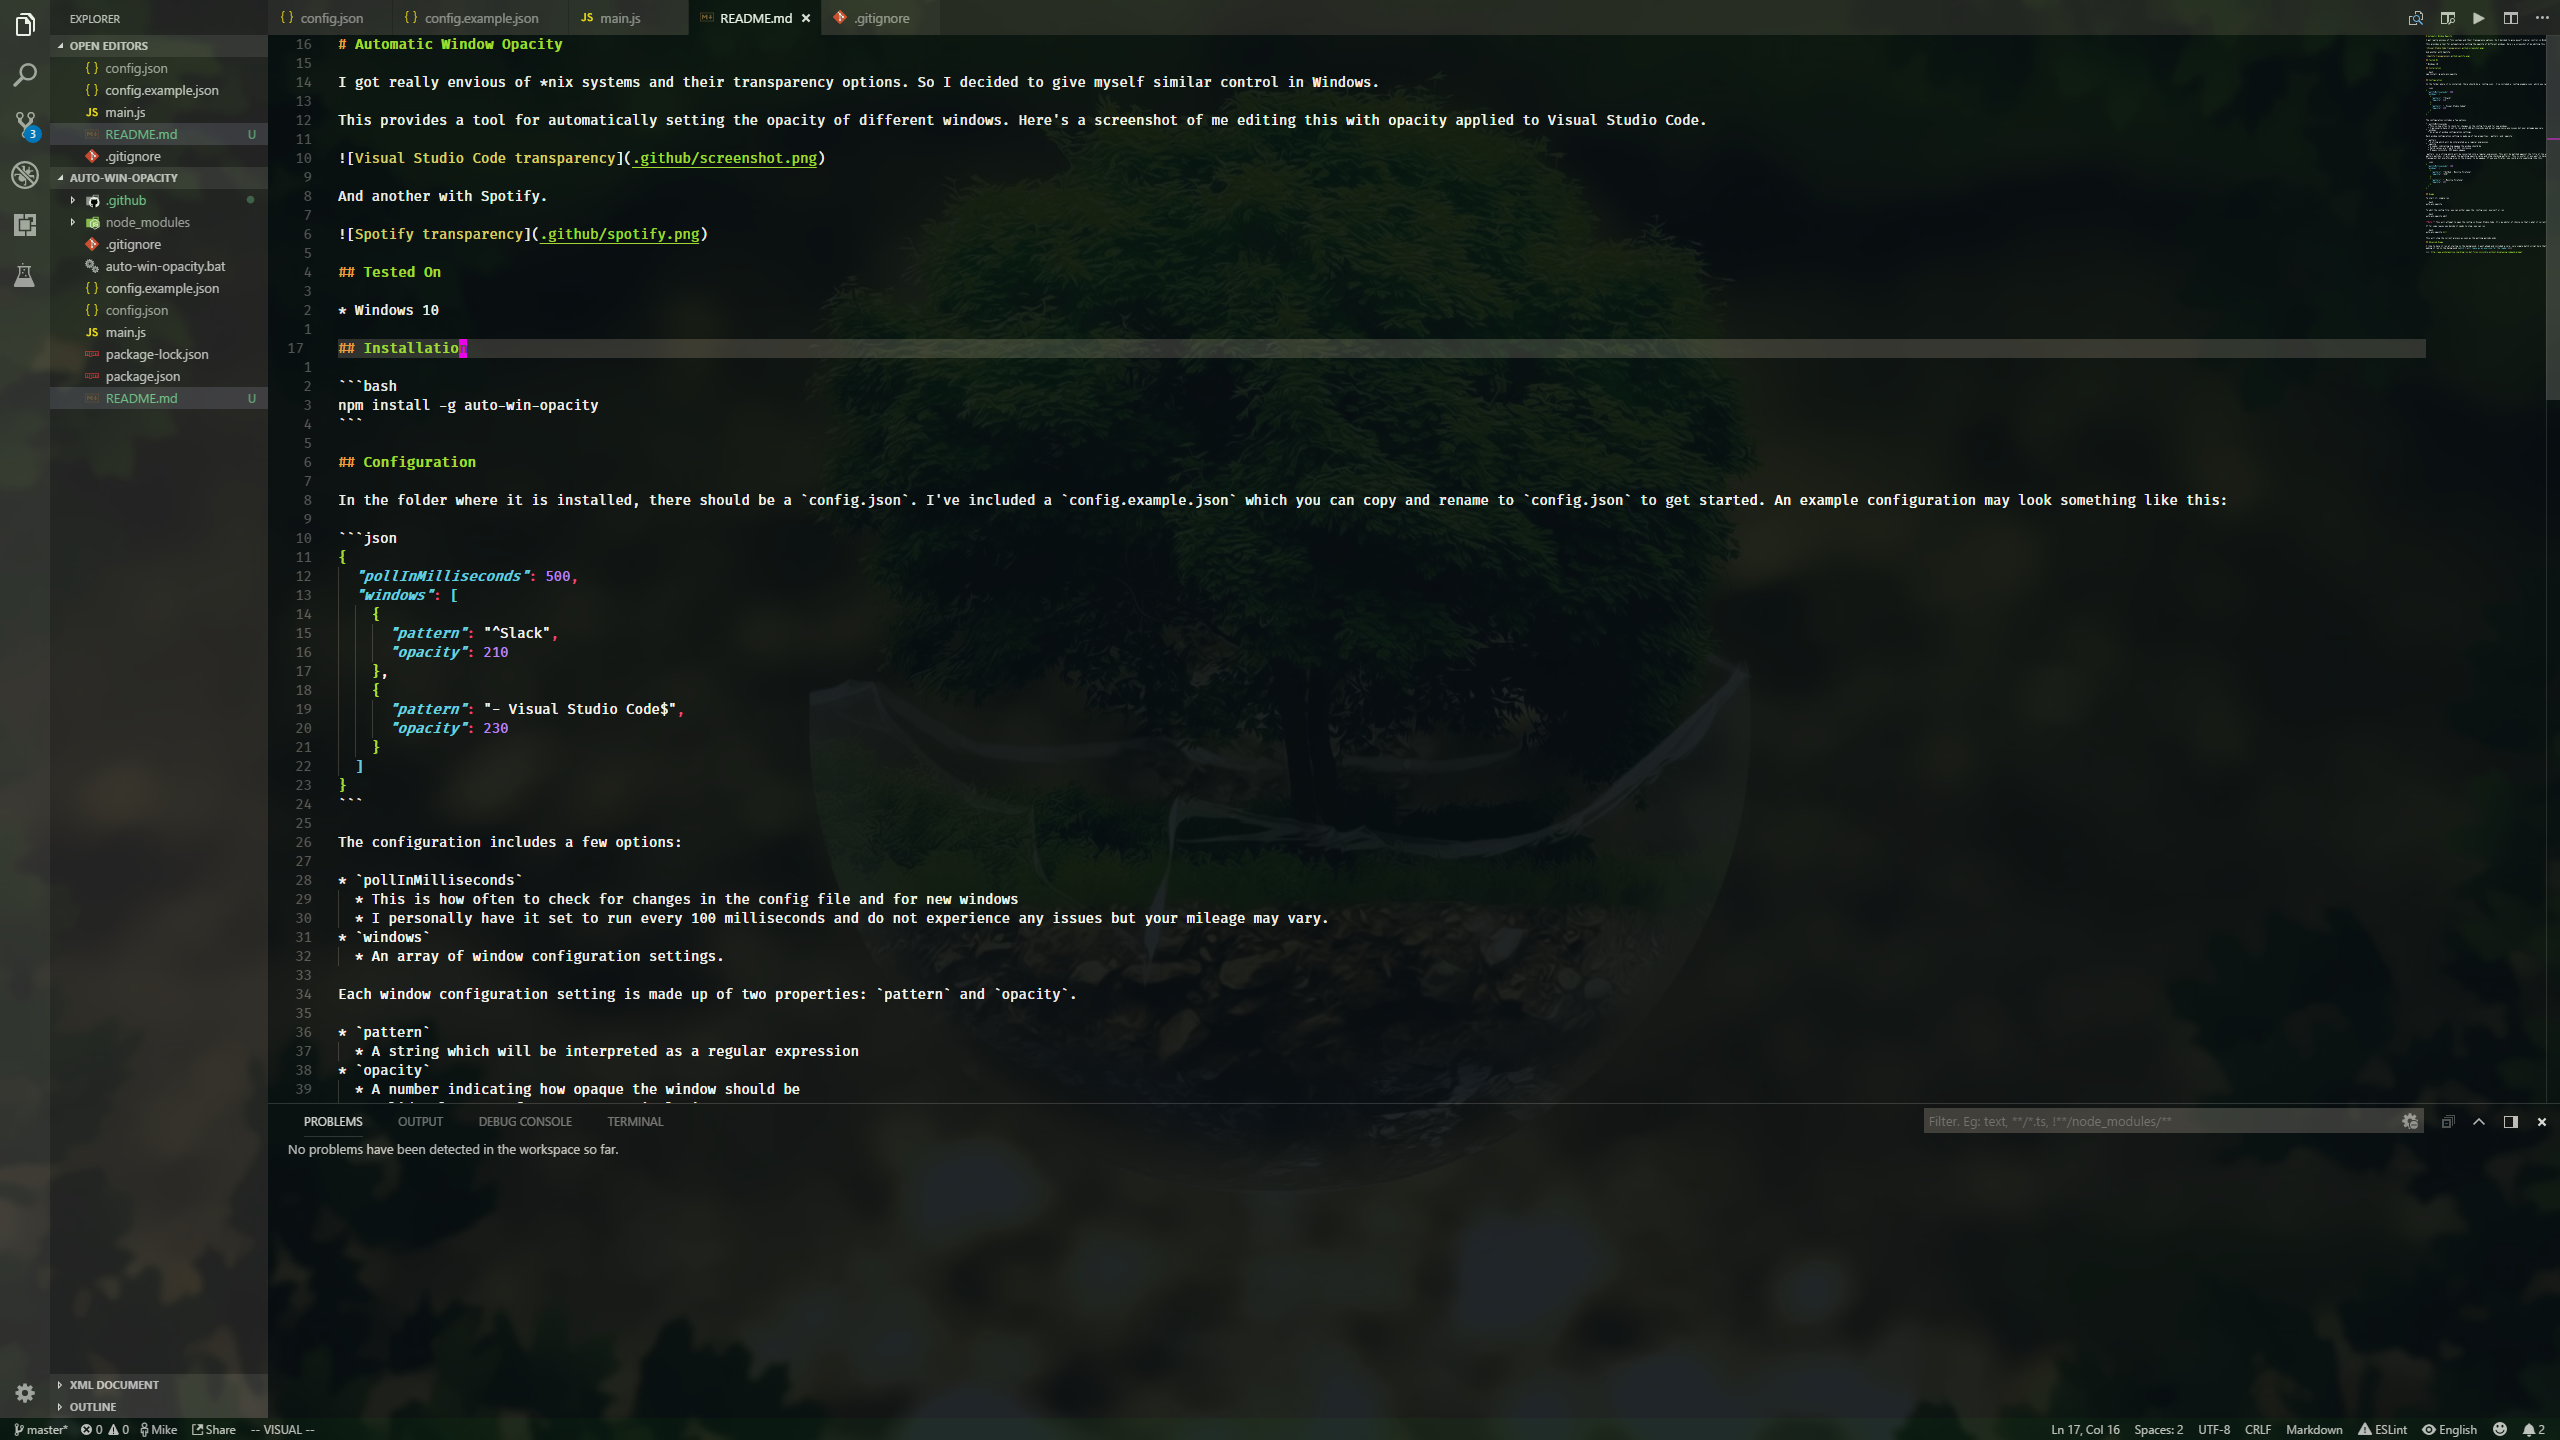 EXPLORER
OPEN EDITORS
{ } config.json
{ } config.example.json
JS main.js
README.md U
.gitignore
AUTO-WIN-OPACITY
.github
node_modules
.gitignore
auto-win-opacity.bat
{ } config.example.json
{ } config.json
JS main.js
package-lock.json
package.json
README.md U
XML DOCUMENT
OUTLINE
3
{ } config.json
{ } config.example.json
JS main.js
README.md ×
.gitignore
16 # Automatic Window Opacity
15
14 I got really envious of *nix systems and their transparency options. So I decided to give myself similar control in Windows.
13
12 This provides a tool for automatically setting the opacity of different windows. Here's a screenshot of me editing this with opacity applied to Visual Studio Code.
11
10 ![Visual Studio Code transparency](.github/screenshot.png)
9
8 And another with Spotify.
7
6 ![Spotify transparency](.github/spotify.png)
5
4 ## Tested On
3
2 * Windows 10
1
17 ## Installation
1
2 ```bash
3 npm install -g auto-win-opacity
4 ```
5
6 ## Configuration
7
8 In the folder where it is installed, there should be a `config.json`. I've included a `config.example.json` which you can copy and rename to `config.json` to get started. An example configuration may look something like this:
9
10 ```json
11 {
12   "pollInMilliseconds": 500,
13   "windows": [
14     {
15       "pattern": "^Slack",
16       "opacity": 210
17     },
18     {
19       "pattern": "- Visual Studio Code$",
20       "opacity": 230
21     }
22   ]
23 }
24 ```
25
26 The configuration includes a few options:
27
28 * `pollInMilliseconds`
29   * This is how often to check for changes in the config file and for new windows
30   * I personally have it set to run every 100 milliseconds and do not experience any issues but your mileage may vary.
31 * `windows`
32   * An array of window configuration settings.
33
34 Each window configuration setting is made up of two properties: `pattern` and `opacity`.
35
36 * `pattern`
37   * A string which will be interpreted as a regular expression
38 * `opacity`
39   * A number indicating how opaque the window should be
PROBLEMS OUTPUT DEBUG CONSOLE TERMINAL
Filter. Eg: text, **/*.ts, !**/node_modules/**
No problems have been detected in the workspace so far.
master* 0 0 Mike Share -- VISUAL --
Ln 17, Col 16 Spaces: 2 UTF-8 CRLF Markdown ESLint English 2